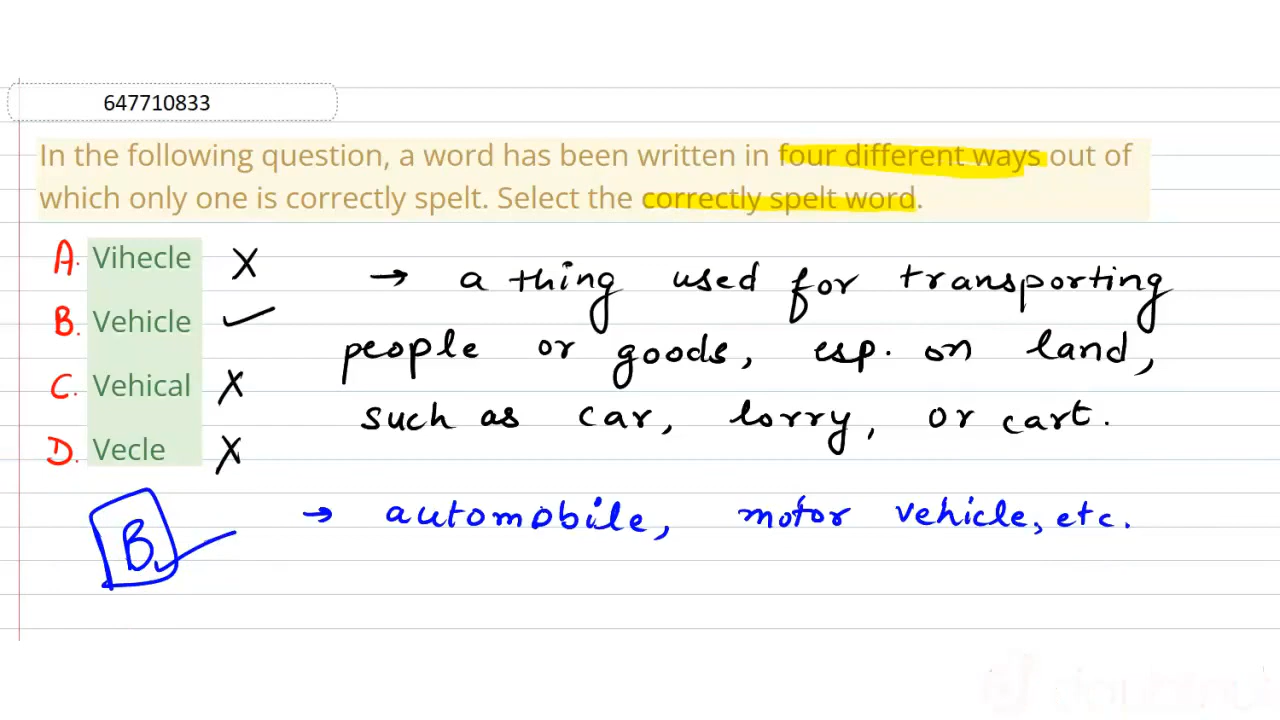 647710833
In the following question, a word has been written in four different ways out of
which only one is correctly spelt. Select the correctly spelt word.
A. Vihecle X
→ a thing used for transporting
B. Vehicle ✓
people or goods, esp. on land,
C. Vehical X
such as car, lorry, or cart.
D. Vecle X
B ✓
→ automobile, motor vehicle, etc.